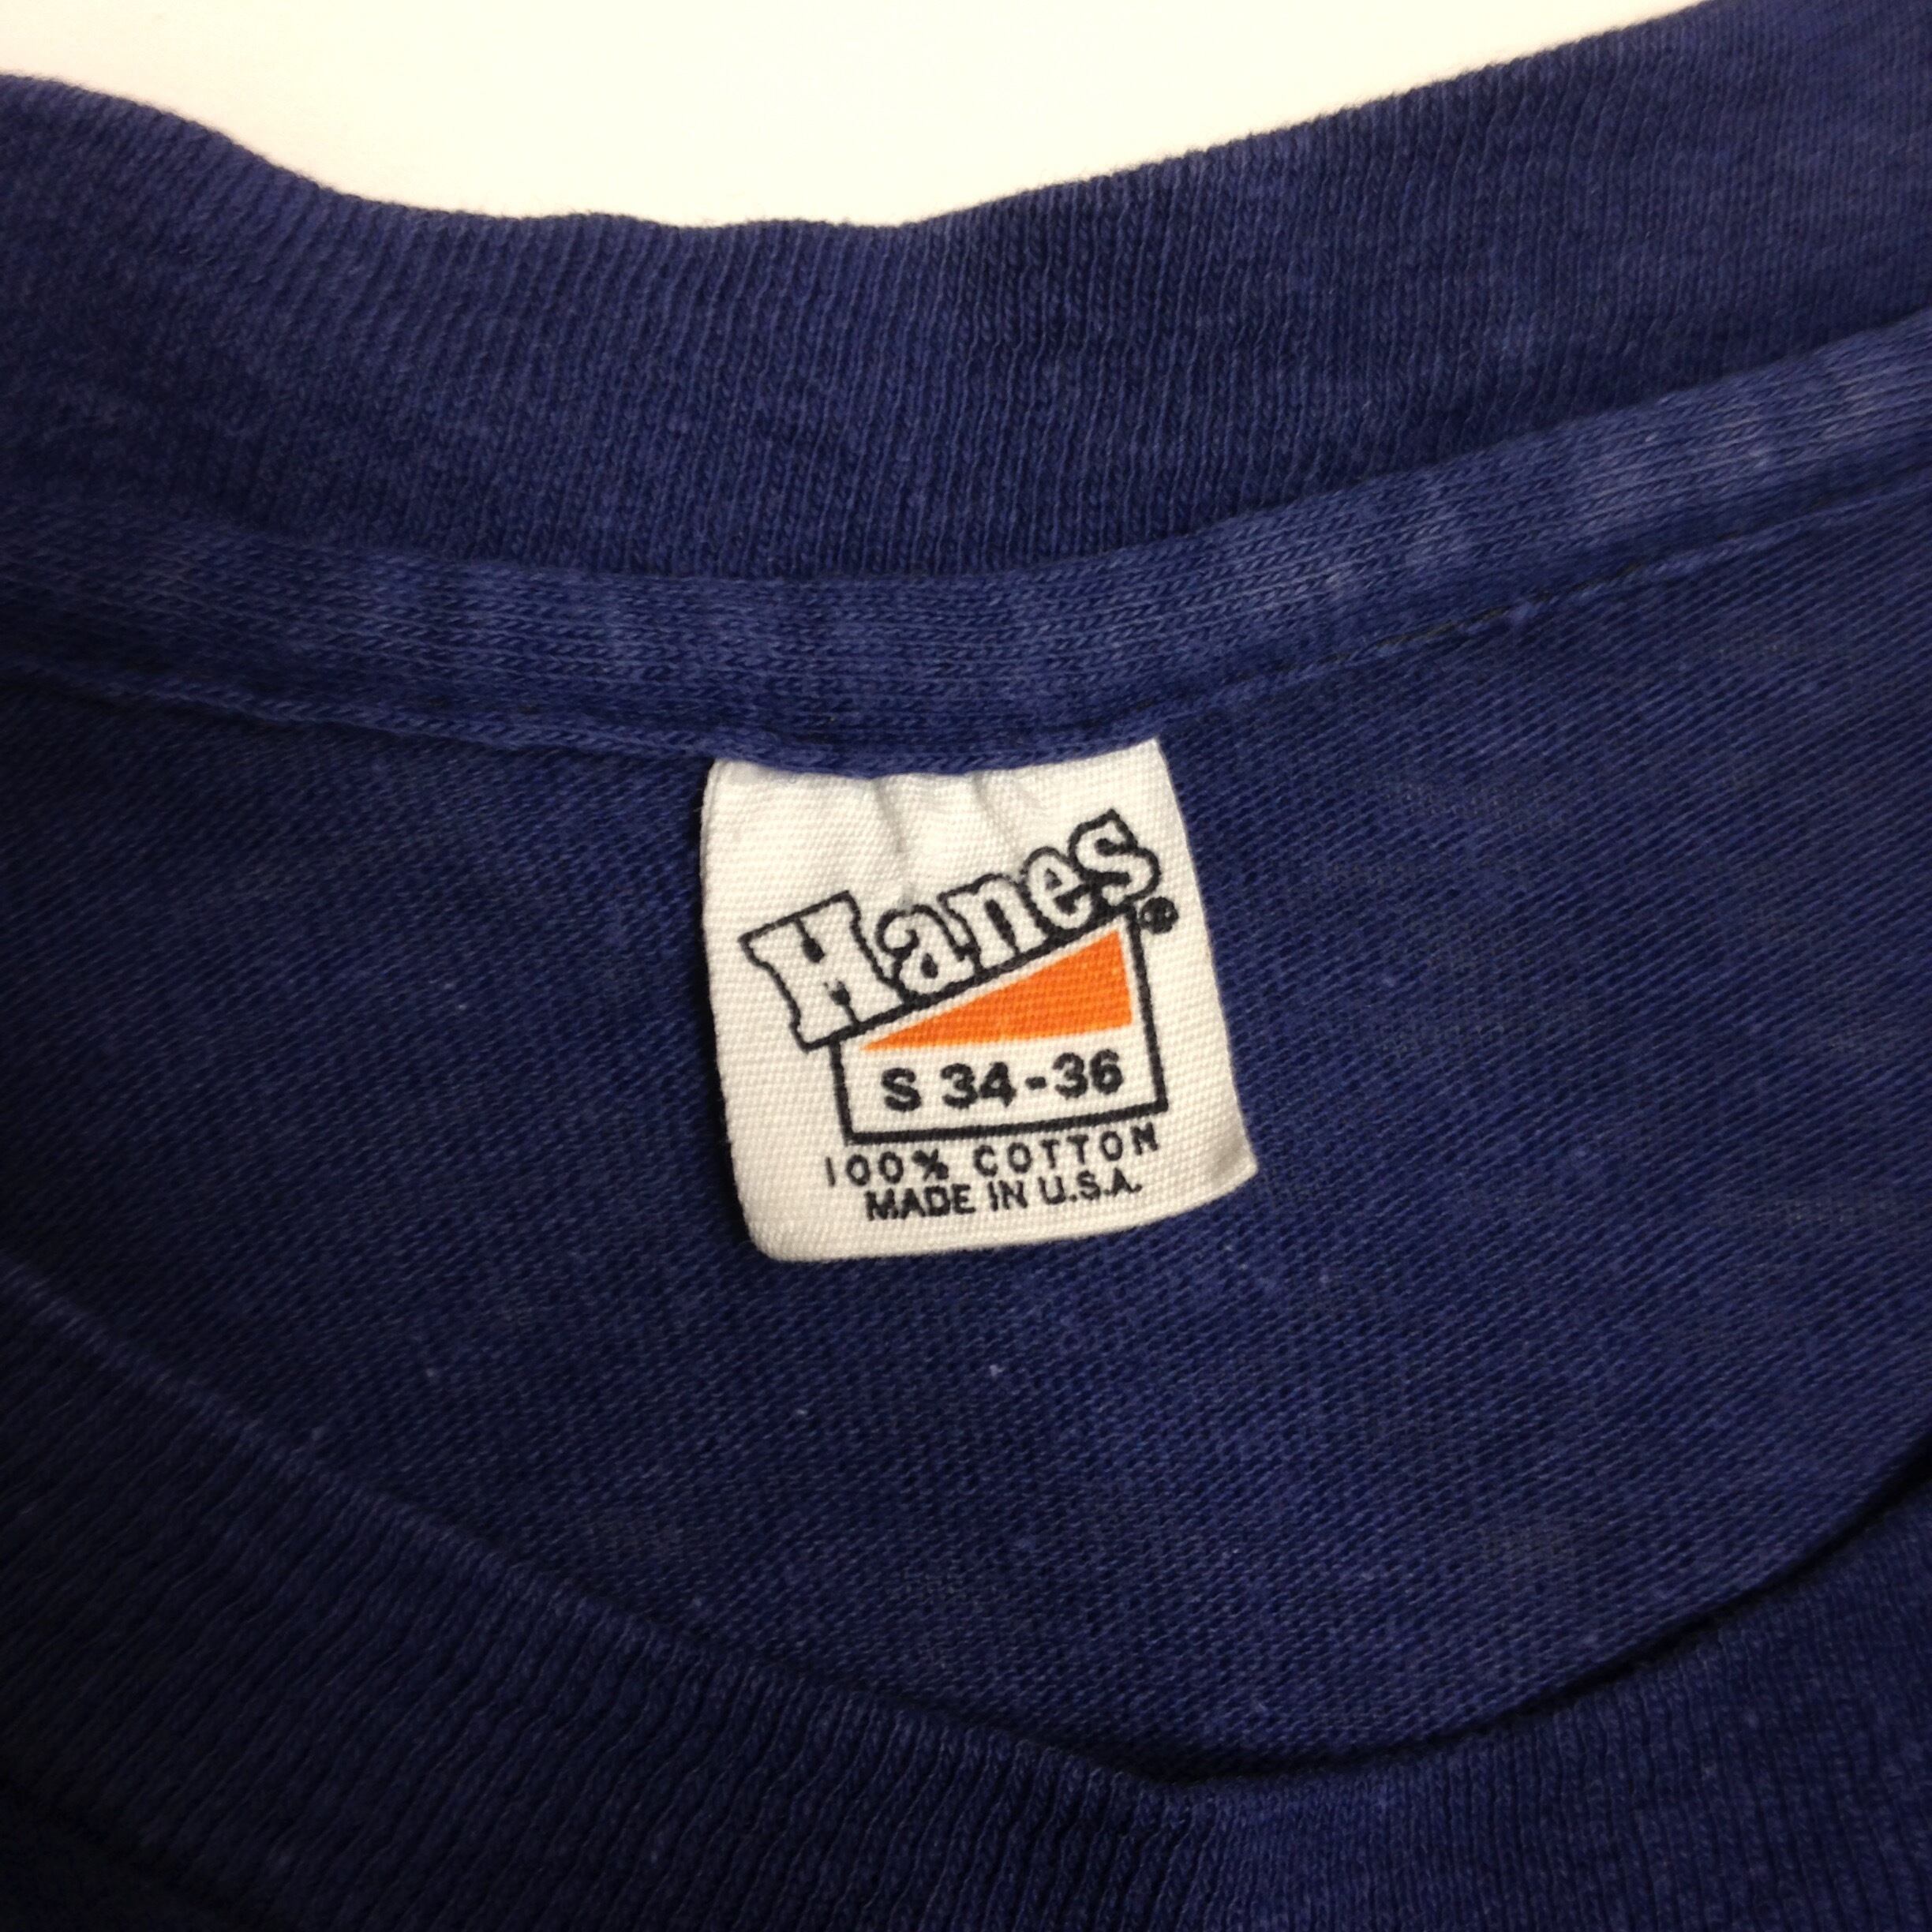 Hanes®
S 34-36
100% COTTON
MADE IN U.S.A.